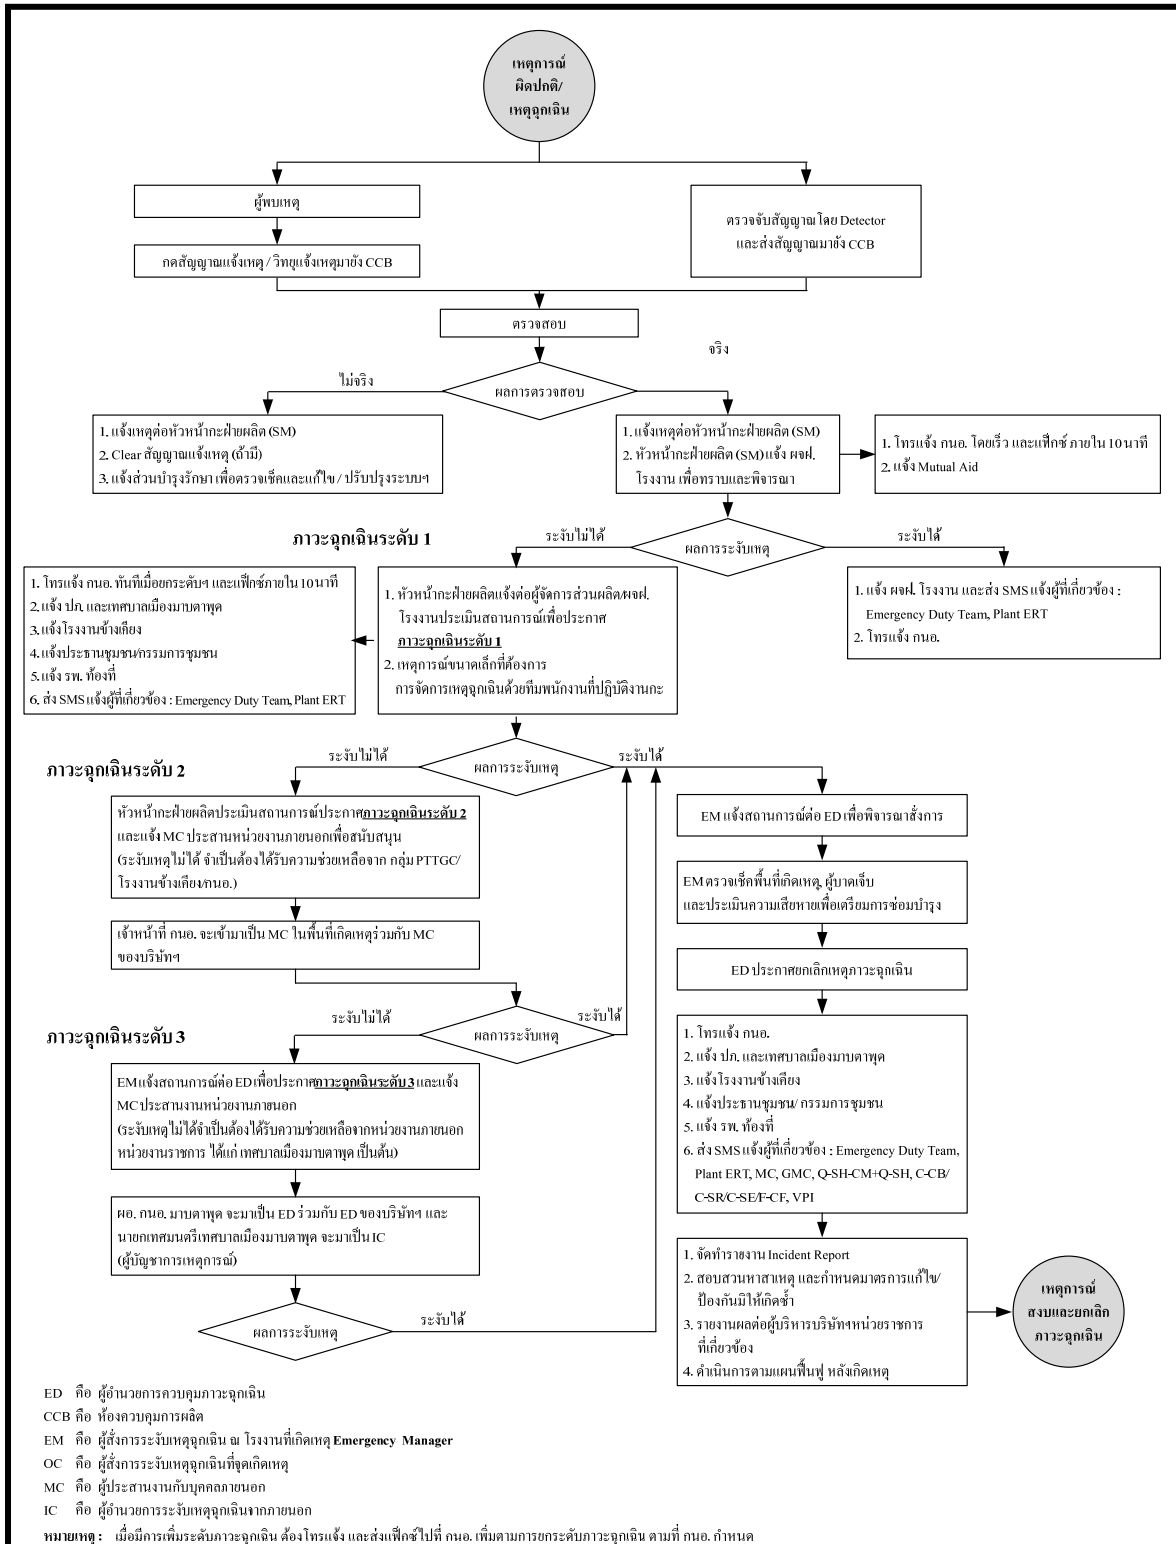 เหตุการณ์
ผิดปกติ/
เหตุฉุกเฉิน
ผู้พบเหตุ
กดสัญญาณแจ้งเหตุ / วิทยุแจ้งเหตุมายัง CCB
ตรวจจับสัญญาณโดย Detector
และส่งสัญญาณมายัง CCB
ตรวจสอบ
จริง
ไม่จริง
ผลการตรวจสอบ
1. แจ้งเหตุต่อหัวหน้ากะฝ่ายผลิต (SM)
2. Clear สัญญาณแจ้งเหตุ (ถ้ามี)
3. แจ้งส่วนบำรุงรักษา เพื่อตรวจเช็คและแก้ไข / ปรับปรุงระบบฯ
1. แจ้งเหตุต่อหัวหน้ากะฝ่ายผลิต (SM)
2. หัวหน้ากะฝ่ายผลิต (SM) แจ้ง ผจฝ.
โรงงาน เพื่อทราบและพิจารณา
1. โทรแจ้ง กนอ. โดยเร็ว และแฟ็กซ์ ภายใน 10 นาที
2. แจ้ง Mutual Aid
ภาวะฉุกเฉินระดับ 1
ระงับไม่ได้
ผลการระงับเหตุ
ระงับได้
1. โทรแจ้ง กนอ. ทันทีเมื่อยกระดับฯ และแฟ็กซ์ภายใน 10 นาที
2. แจ้ง ปภ. และเทศบาลเมืองมาบตาพุด
3. แจ้งโรงงานข้างเคียง
4. แจ้งประธานชุมชน/กรรมการชุมชน
5. แจ้ง รพ. ท้องที่
6. ส่ง SMS แจ้งผู้ที่เกี่ยวข้อง : Emergency Duty Team, Plant ERT
1. หัวหน้ากะฝ่ายผลิตแจ้งต่อผู้จัดการส่วนผลิต/ผจฝ.
โรงงานประเมินสถานการณ์เพื่อประกาศ
ภาวะฉุกเฉินระดับ 1
2. เหตุการณ์ขนาดเล็กที่ต้องการ
การจัดการเหตุฉุกเฉินด้วยทีมพนักงานที่ปฏิบัติงานกะ
1. แจ้ง ผจฝ. โรงงาน และส่ง SMS แจ้งผู้ที่เกี่ยวข้อง :
Emergency Duty Team, Plant ERT
2. โทรแจ้ง กนอ.
ภาวะฉุกเฉินระดับ 2
ระงับไม่ได้
ผลการระงับเหตุ
ระงับได้
หัวหน้ากะฝ่ายผลิตประเมินสถานการณ์ประกาศภาวะฉุกเฉินระดับ 2
และแจ้ง MC ประสานหน่วยงานภายนอกเพื่อสนับสนุน
(ระงับเหตุไม่ได้ จำเป็นต้องได้รับความช่วยเหลือจาก กลุ่ม PTTGC/
โรงงานข้างเคียง/กนอ.)
เจ้าหน้าที่ กนอ. จะเข้ามาเป็น MC ในพื้นที่เกิดเหตุร่วมกับ MC
ของบริษัทฯ
EM แจ้งสถานการณ์ต่อ ED เพื่อพิจารณาสั่งการ
EM ตรวจเช็คพื้นที่เกิดเหตุ, ผู้บาดเจ็บ
และประเมินความเสียหายเพื่อเตรียมการซ่อมบำรุง
ED ประกาศยกเลิกเหตุภาวะฉุกเฉิน
ภาวะฉุกเฉินระดับ 3
ระงับไม่ได้
ผลการระงับเหตุ
ระงับได้
EM แจ้งสถานการณ์ต่อ ED เพื่อประกาศภาวะฉุกเฉินระดับ 3 และแจ้ง
MC ประสานงานหน่วยงานภายนอก
(ระงับเหตุไม่ได้จำเป็นต้องได้รับความช่วยเหลือจากหน่วยงานภายนอก
หน่วยงานราชการ ได้แก่ เทศบาลเมืองมาบตาพุด เป็นต้น)
ผอ. กนอ. มาบตาพุด จะมาเป็น ED ร่วมกับ ED ของบริษัทฯ และ
นายกเทศมนตรีเทศบาลเมืองมาบตาพุด จะมาเป็น IC
(ผู้บัญชาการเหตุการณ์)
ผลการระงับเหตุ
ระงับได้
1. โทรแจ้ง กนอ.
2. แจ้ง ปภ. และเทศบาลเมืองมาบตาพุด
3. แจ้งโรงงานข้างเคียง
4. แจ้งประธานชุมชน/ กรรมการชุมชน
5. แจ้ง รพ. ท้องที่
6. ส่ง SMS แจ้งผู้ที่เกี่ยวข้อง : Emergency Duty Team,
Plant ERT, MC, GMC, Q-SH-CM+Q-SH, C-CB/
C-SR/C-SE/F-CF, VPI
1. จัดทำรายงาน Incident Report
2. สอบสวนหาสาเหตุ และกำหนดมาตรการแก้ไข/
ป้องกันมิให้เกิดซ้ำ
3. รายงานผลต่อผู้บริหารบริษัทฯหน่วยราชการ
ที่เกี่ยวข้อง
4. ดำเนินการตามแผนฟื้นฟู หลังเกิดเหตุ
เหตุการณ์
สงบและยกเลิก
ภาวะฉุกเฉิน
ED คือ ผู้อำนวยการควบคุมภาวะฉุกเฉิน
CCB คือ ห้องควบคุมการผลิต
EM คือ ผู้สั่งการระงับเหตุฉุกเฉิน ณ โรงงานที่เกิดเหตุ Emergency Manager
OC คือ ผู้สั่งการระงับเหตุฉุกเฉินที่จุดเกิดเหตุ
MC คือ ผู้ประสานงานกับบุคคลภายนอก
IC คือ ผู้อำนวยการระงับเหตุฉุกเฉินจากภายนอก
หมายเหตุ : เมื่อมีการเพิ่มระดับภาวะฉุกเฉิน ต้องโทรแจ้ง และส่งแฟ็กซ์ไปที่ กนอ. เพิ่มตามการยกระดับภาวะฉุกเฉิน ตามที่ กนอ. กำหนด